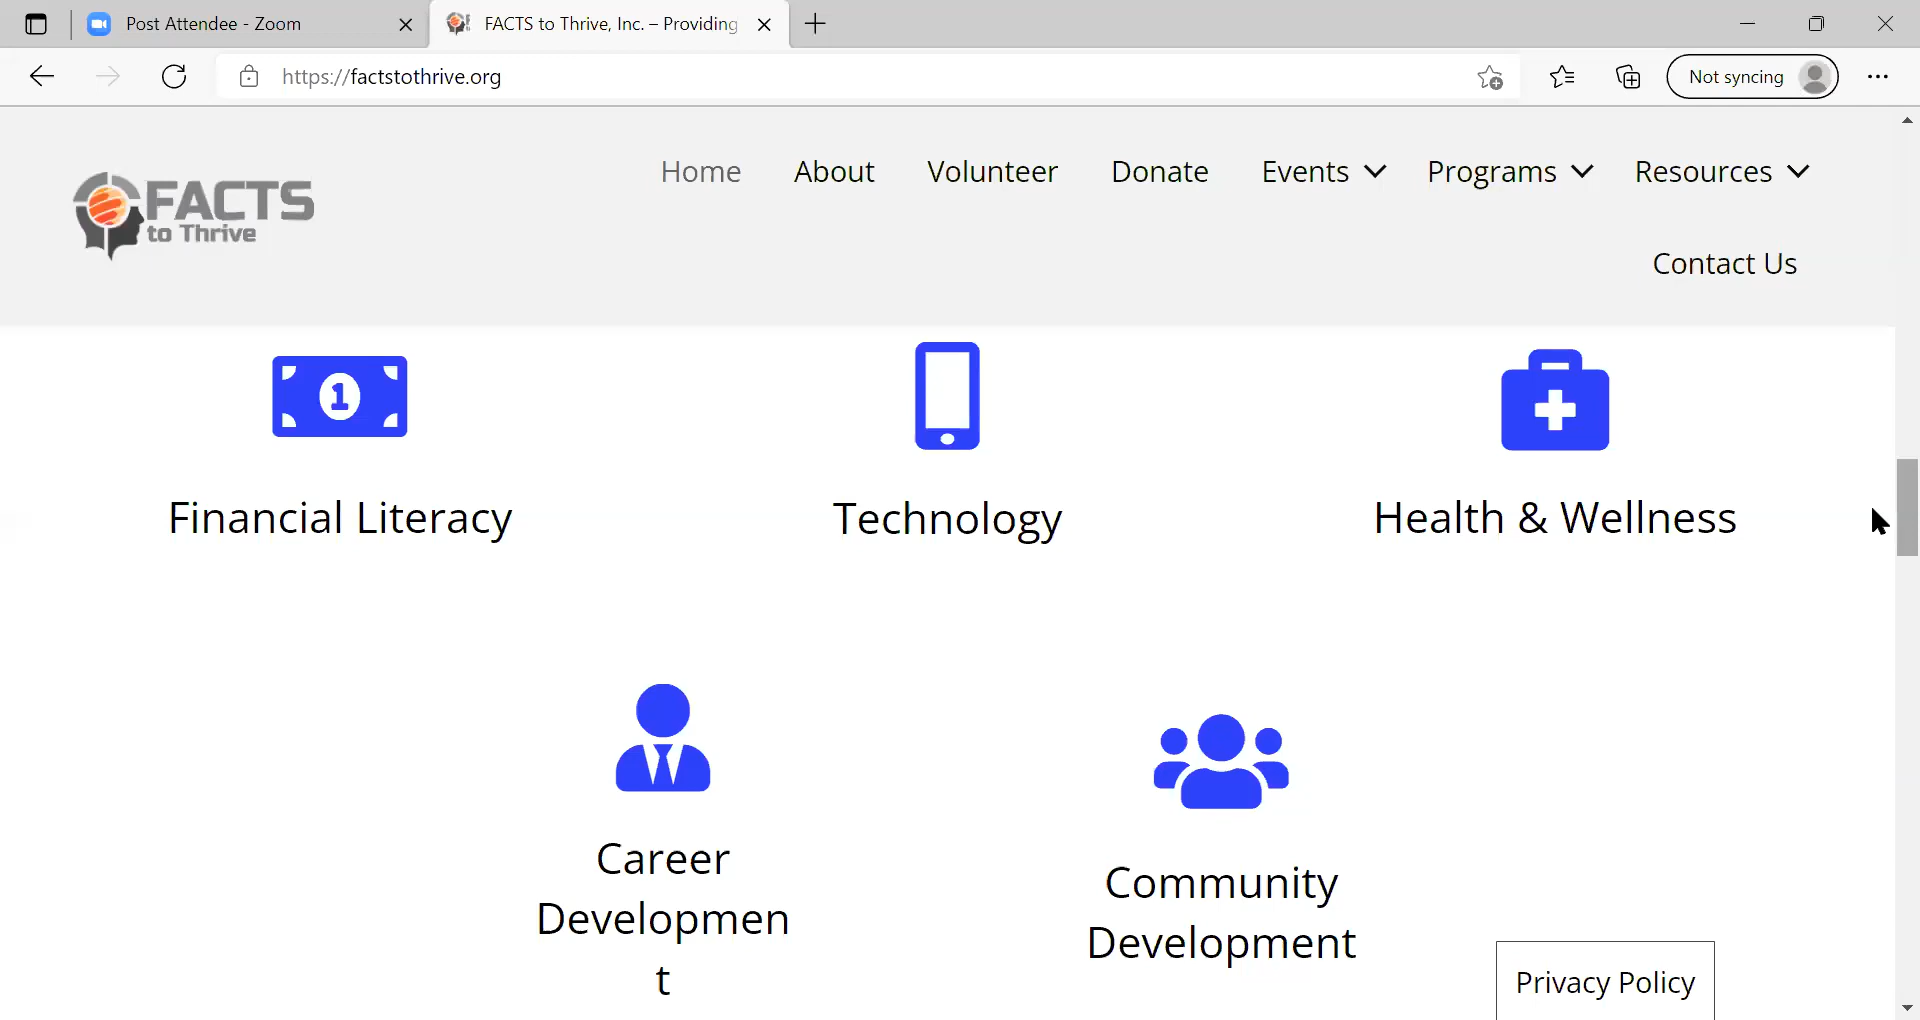 Post Attendee - Zoom
FACTS to Thrive, Inc. – Providing
https://factstothrive.org
Not syncing
FACTS
to Thrive
Home About Volunteer Donate Events Programs Resources
Contact Us
1
Financial Literacy Technology Health & Wellness
Career
Developmen
t
Community
Development
Privacy Policy